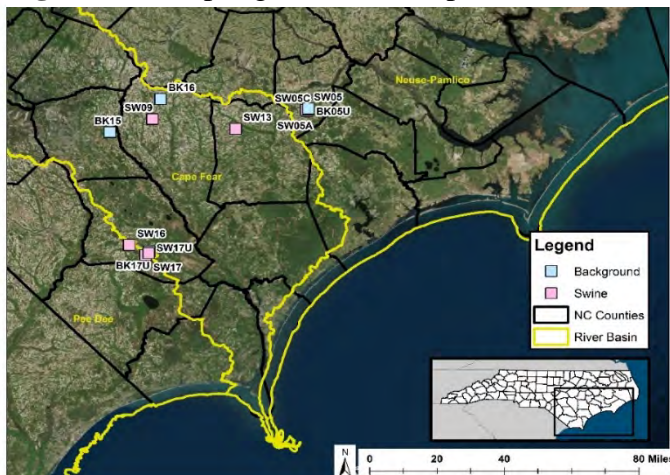 Neuse-Pamlico
BK16
SW05C SW05
SW09
BK05U
SW13
SW05A
BK15
Cape Fear
SW16
SW17U
BK17U SW17
Pee Dee
Legend
Background
Swine
NC Counties
River Basin
N
0 20 40 80 Miles